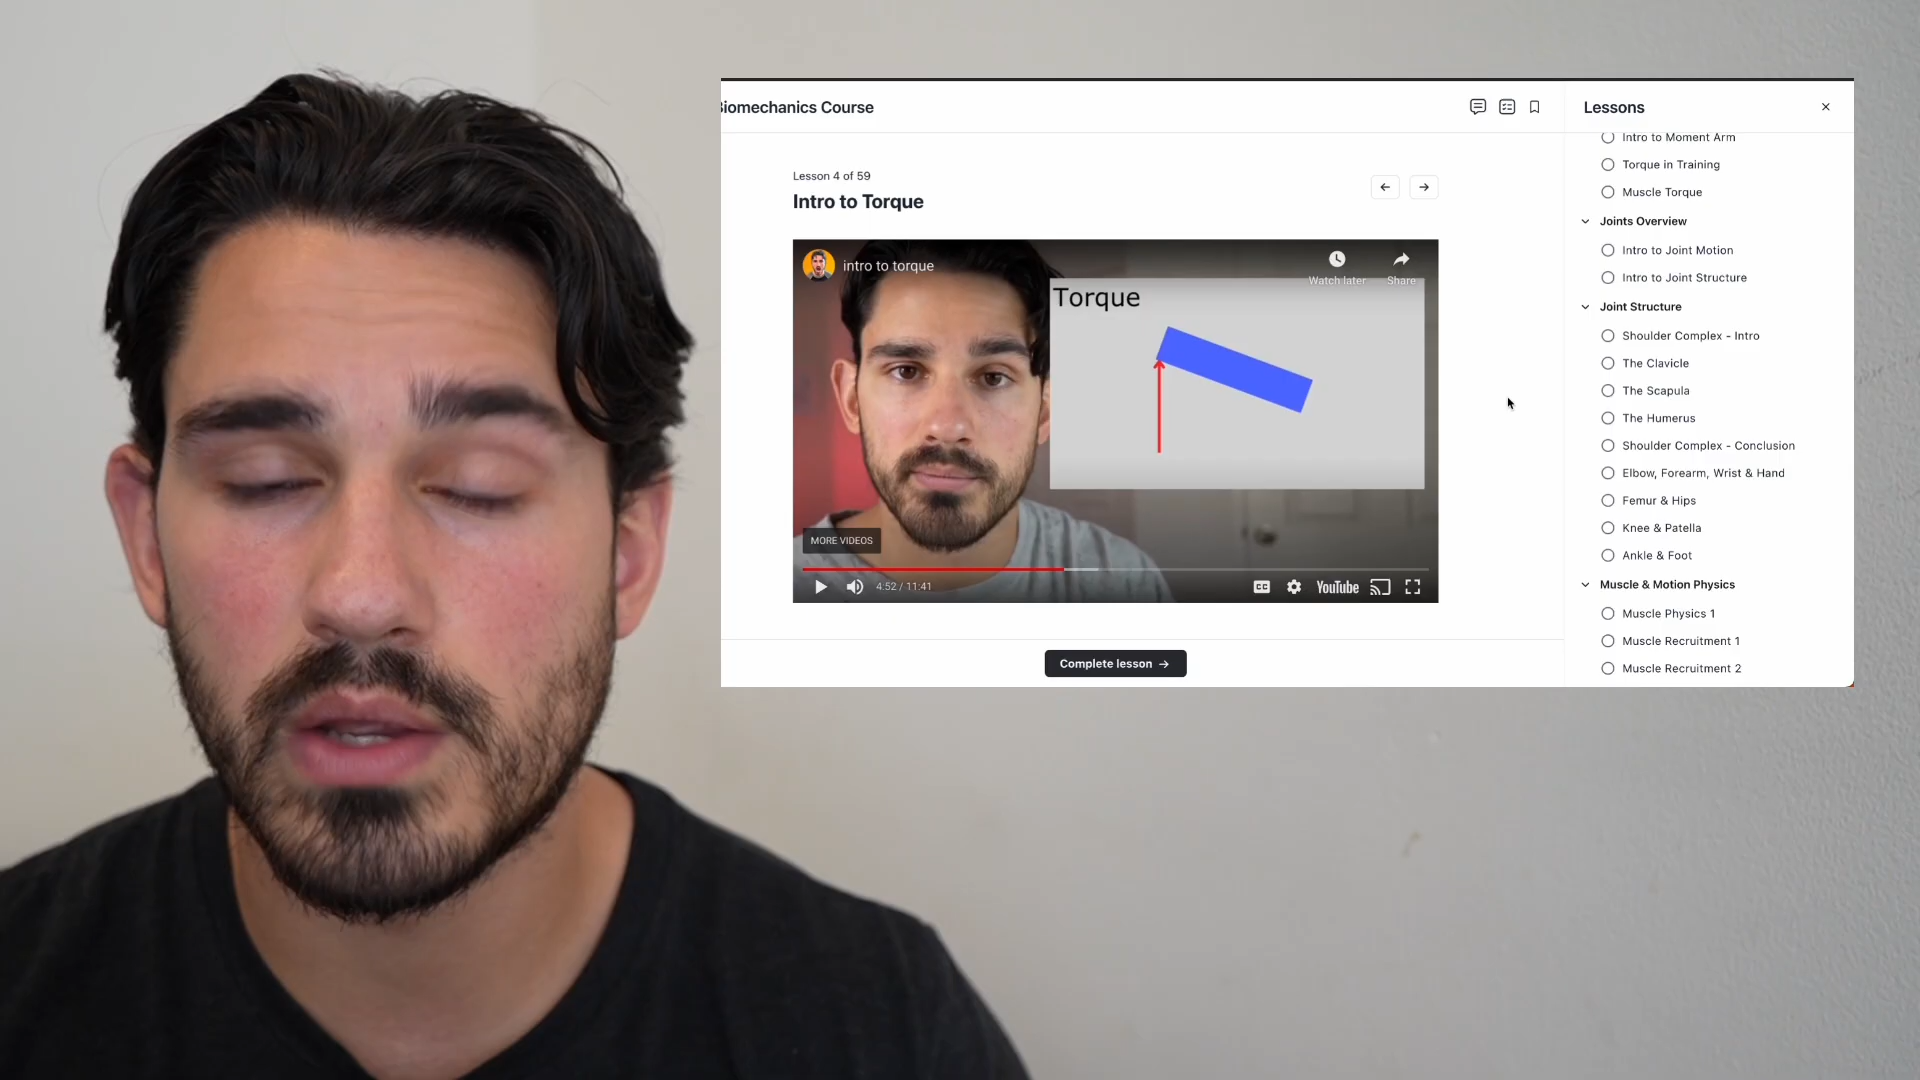 Biomechanics Course
Lesson 4 of 59
Intro to Torque
intro to torque
Watch later
Share
Torque
MORE VIDEOS
4:52 / 11:41
CC
YouTube
Complete lesson →
Lessons
Intro to Moment Arm
Torque in Training
Muscle Torque
Joints Overview
Intro to Joint Motion
Intro to Joint Structure
Joint Structure
Shoulder Complex - Intro
The Clavicle
The Scapula
The Humerus
Shoulder Complex - Conclusion
Elbow, Forearm, Wrist & Hand
Femur & Hips
Knee & Patella
Ankle & Foot
Muscle & Motion Physics
Muscle Physics 1
Muscle Recruitment 1
Muscle Recruitment 2